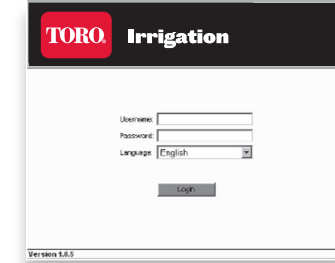 TORO. Irrigation
Username:
Password:
Language: English
Login
Version 1.0.5